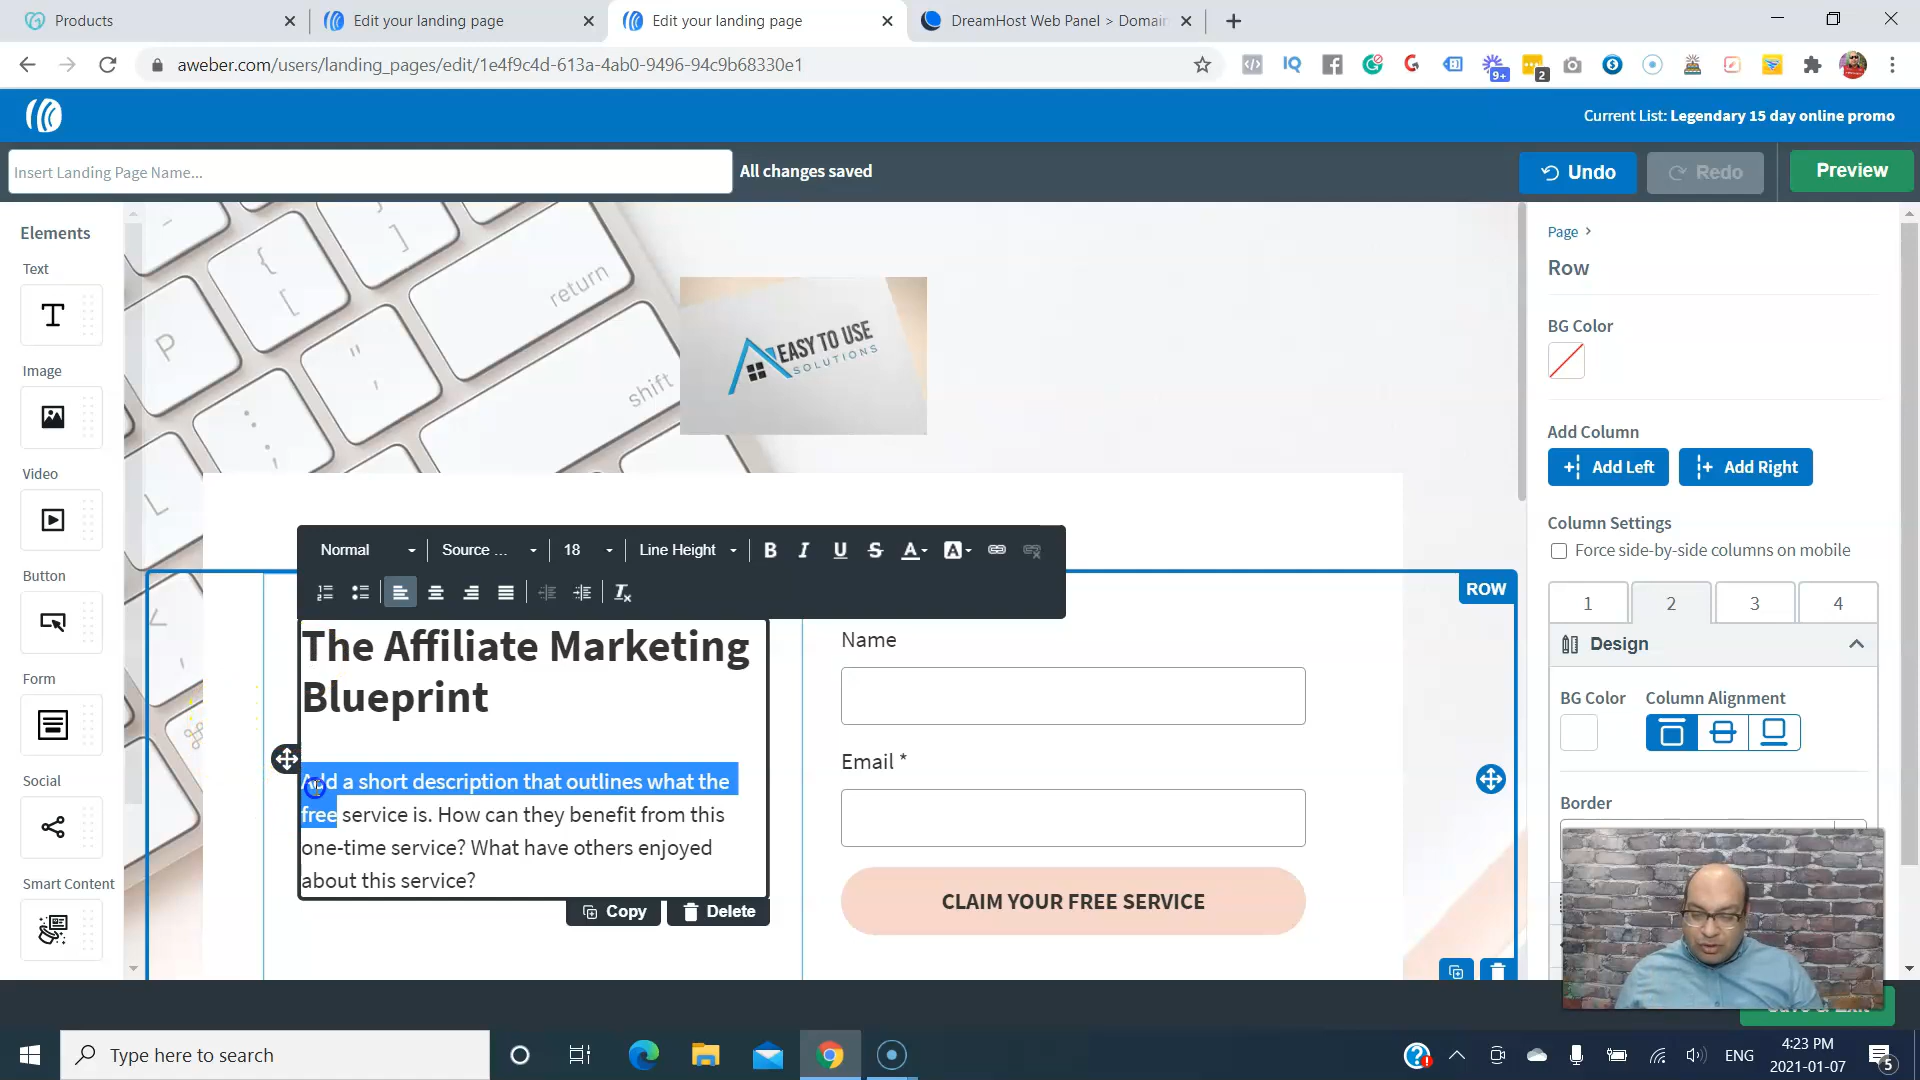 Products
Edit your landing page
Edit your landing page
DreamHost Web Panel > Domain
aweber.com/users/landing_pages/edit/1e4f9c4d-613a-4ab0-9496-94c9b68330e1
9+
2
Current List: Legendary 15 day online promo
Insert Landing Page Name...
All changes saved
Undo
Redo
Preview
Elements
Text
Image
Video
Button
Form
Social
Smart Content
return
shift
P
L
EASY TO USE
SOLUTIONS
Normal
Source ...
18
Line Height
ROW
The Affiliate Marketing
Blueprint
Add a short description that outlines what the
free service is. How can they benefit from this
one-time service? What have others enjoyed
about this service?
Copy
Delete
Name
Email *
CLAIM YOUR FREE SERVICE
Page
Row
BG Color
Add Column
Add Left
Add Right
Column Settings
Force side-by-side columns on mobile
1
2
3
4
Design
BG Color
Column Alignment
Border
Save & Exit
Type here to search
ENG
4:23 PM
2021-01-07
5